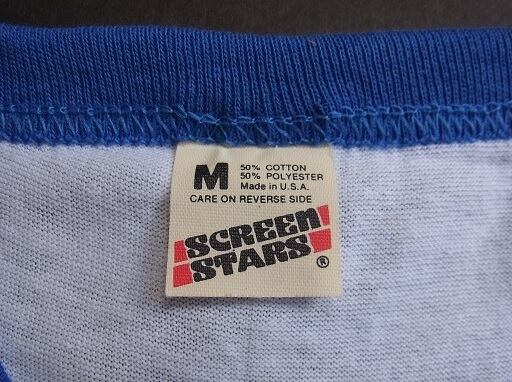 M
50% COTTON
50% POLYESTER
Made in U.S.A.
CARE ON REVERSE SIDE
SCREEN
STARS®